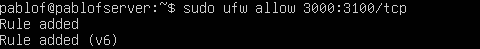 pablof@pablofserver:~$ sudo ufw allow 3000:3100/tcp
Rule added
Rule added (v6)